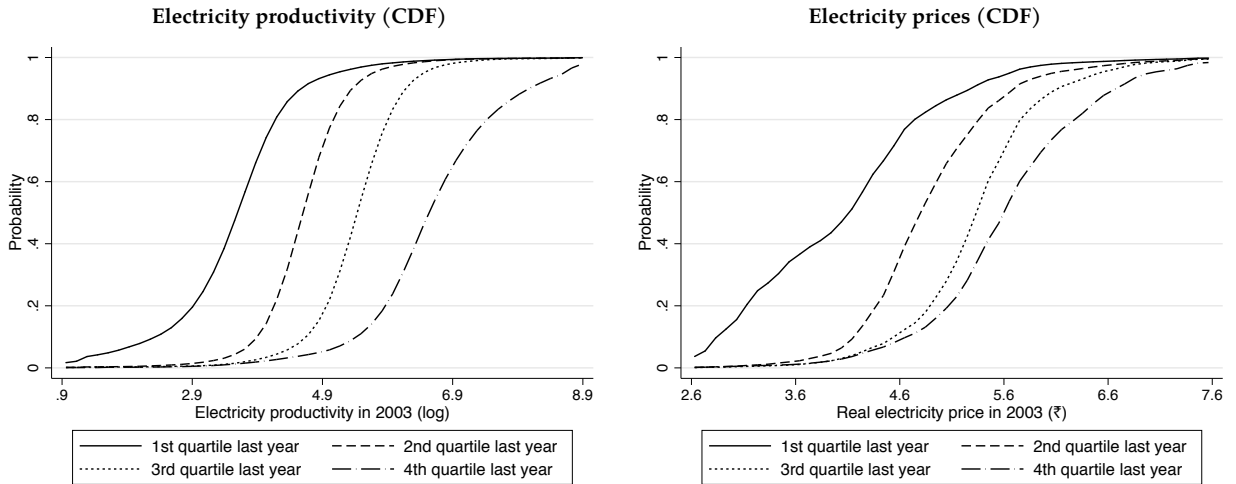 Electricity productivity (CDF)
Probability
0
.2
.4
.6
.8
1
.9
2.9
4.9
6.9
8.9
Electricity productivity in 2003 (log)
1st quartile last year
2nd quartile last year
3rd quartile last year
4th quartile last year
Electricity prices (CDF)
Probability
0
.2
.4
.6
.8
1
2.6
3.6
4.6
5.6
6.6
7.6
Real electricity price in 2003 (₹)
1st quartile last year
2nd quartile last year
3rd quartile last year
4th quartile last year